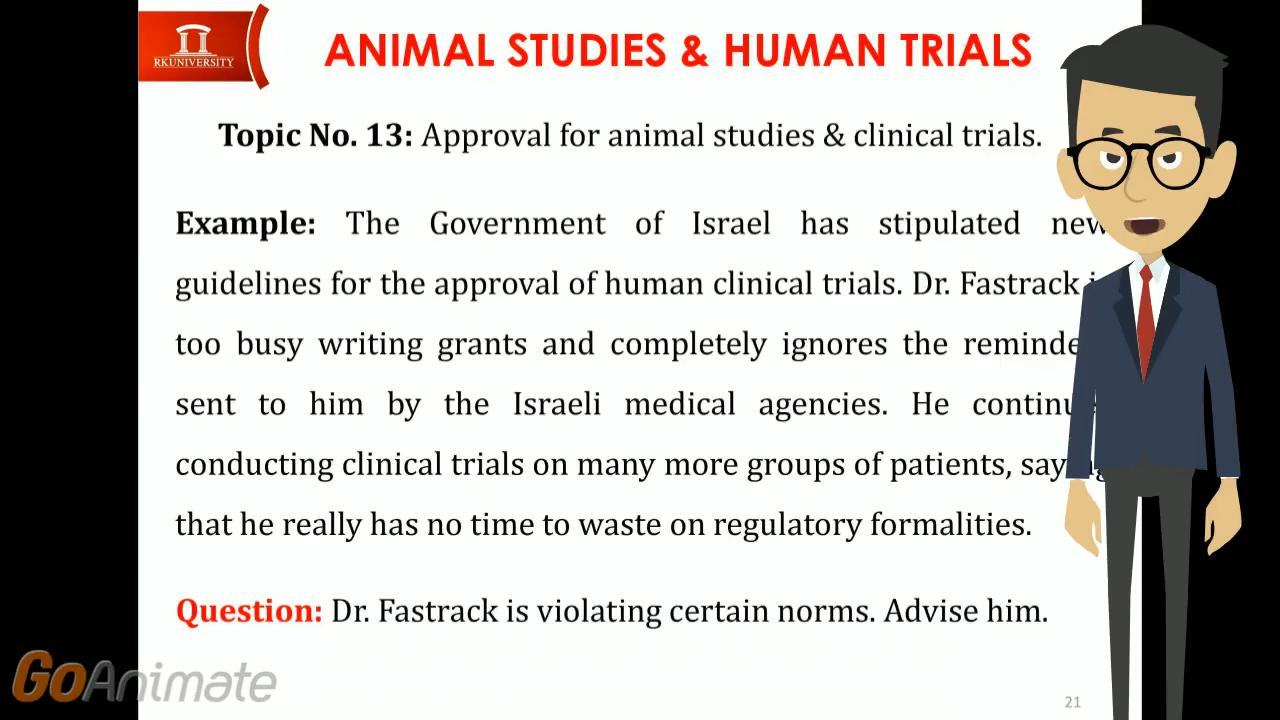 RKUNIVERSITY
ANIMAL STUDIES & HUMAN TRIALS
Topic No. 13: Approval for animal studies & clinical trials.
Example: The Government of Israel has stipulated new
guidelines for the approval of human clinical trials. Dr. Fastrack
too busy writing grants and completely ignores the reminde
sent to him by the Israeli medical agencies. He continue
conducting clinical trials on many more groups of patients, saying
that he really has no time to waste on regulatory formalities.
Question: Dr. Fastrack is violating certain norms. Advise him.
GoAnimate
21